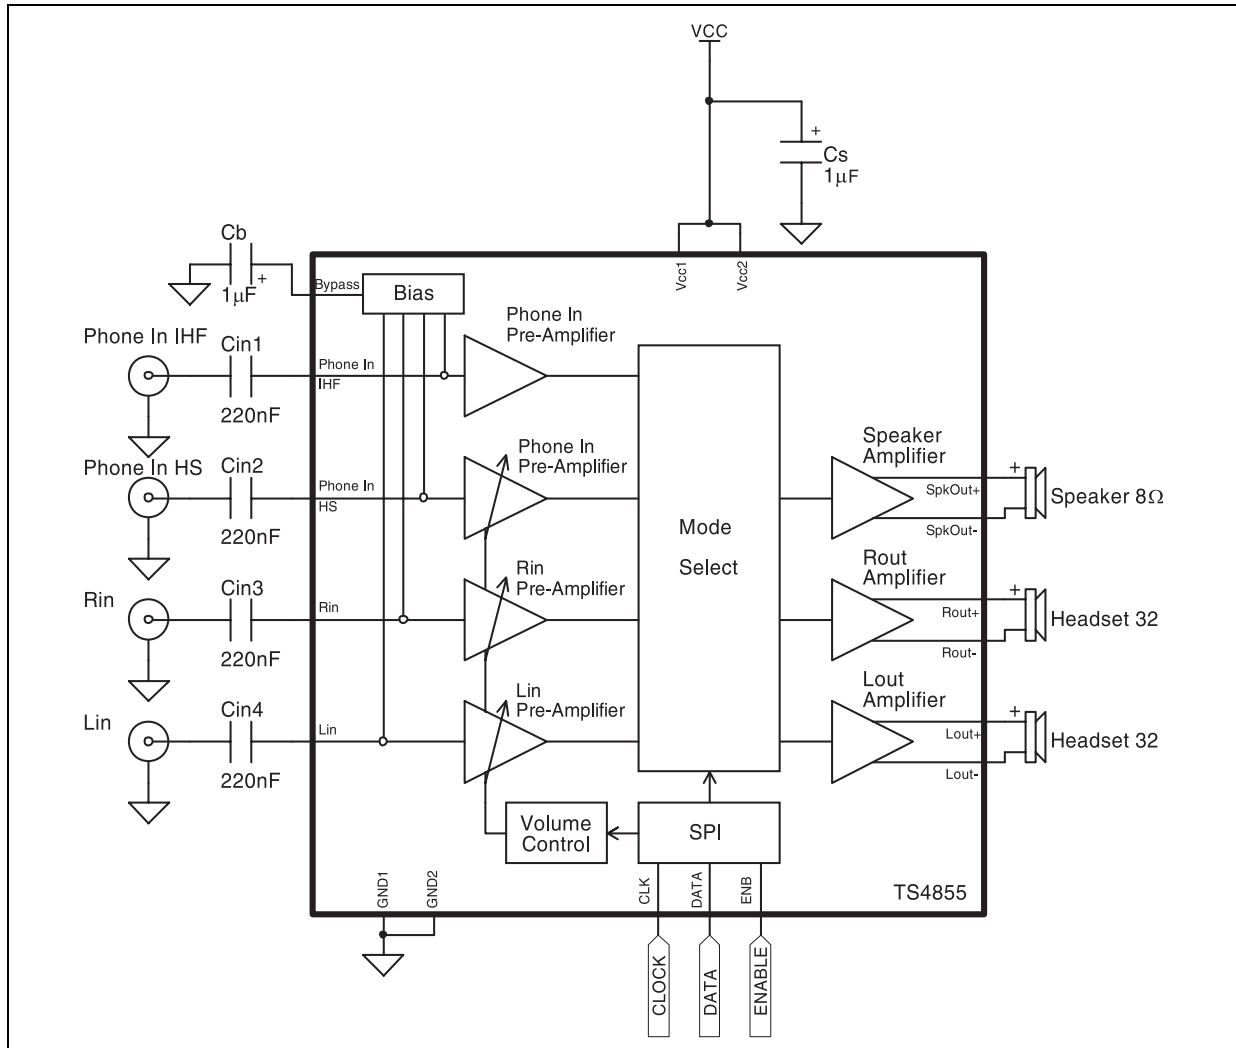 VCC
+
Cs
1µF
Cb
+
1µF
Bypass
Bias
Vcc1
Vcc2
Phone In IHF
Cin1
220nF
Phone In
IHF
Phone In
Pre-Amplifier
Phone In HS
Cin2
220nF
Phone In
HS
Phone In
Pre-Amplifier
Rin
Cin3
220nF
Rin
Rin
Pre-Amplifier
Lin
Cin4
220nF
Lin
Lin
Pre-Amplifier
Mode
Select
Speaker
Amplifier
SpkOut+
SpkOut-
+
Speaker 8Ω
Rout
Amplifier
Rout+
Rout-
+
Headset 32
Lout
Amplifier
Lout+
Lout-
+
Headset 32
Volume
Control
SPI
GND1
GND2
CLK
DATA
ENB
TS4855
CLOCK
DATA
ENABLE